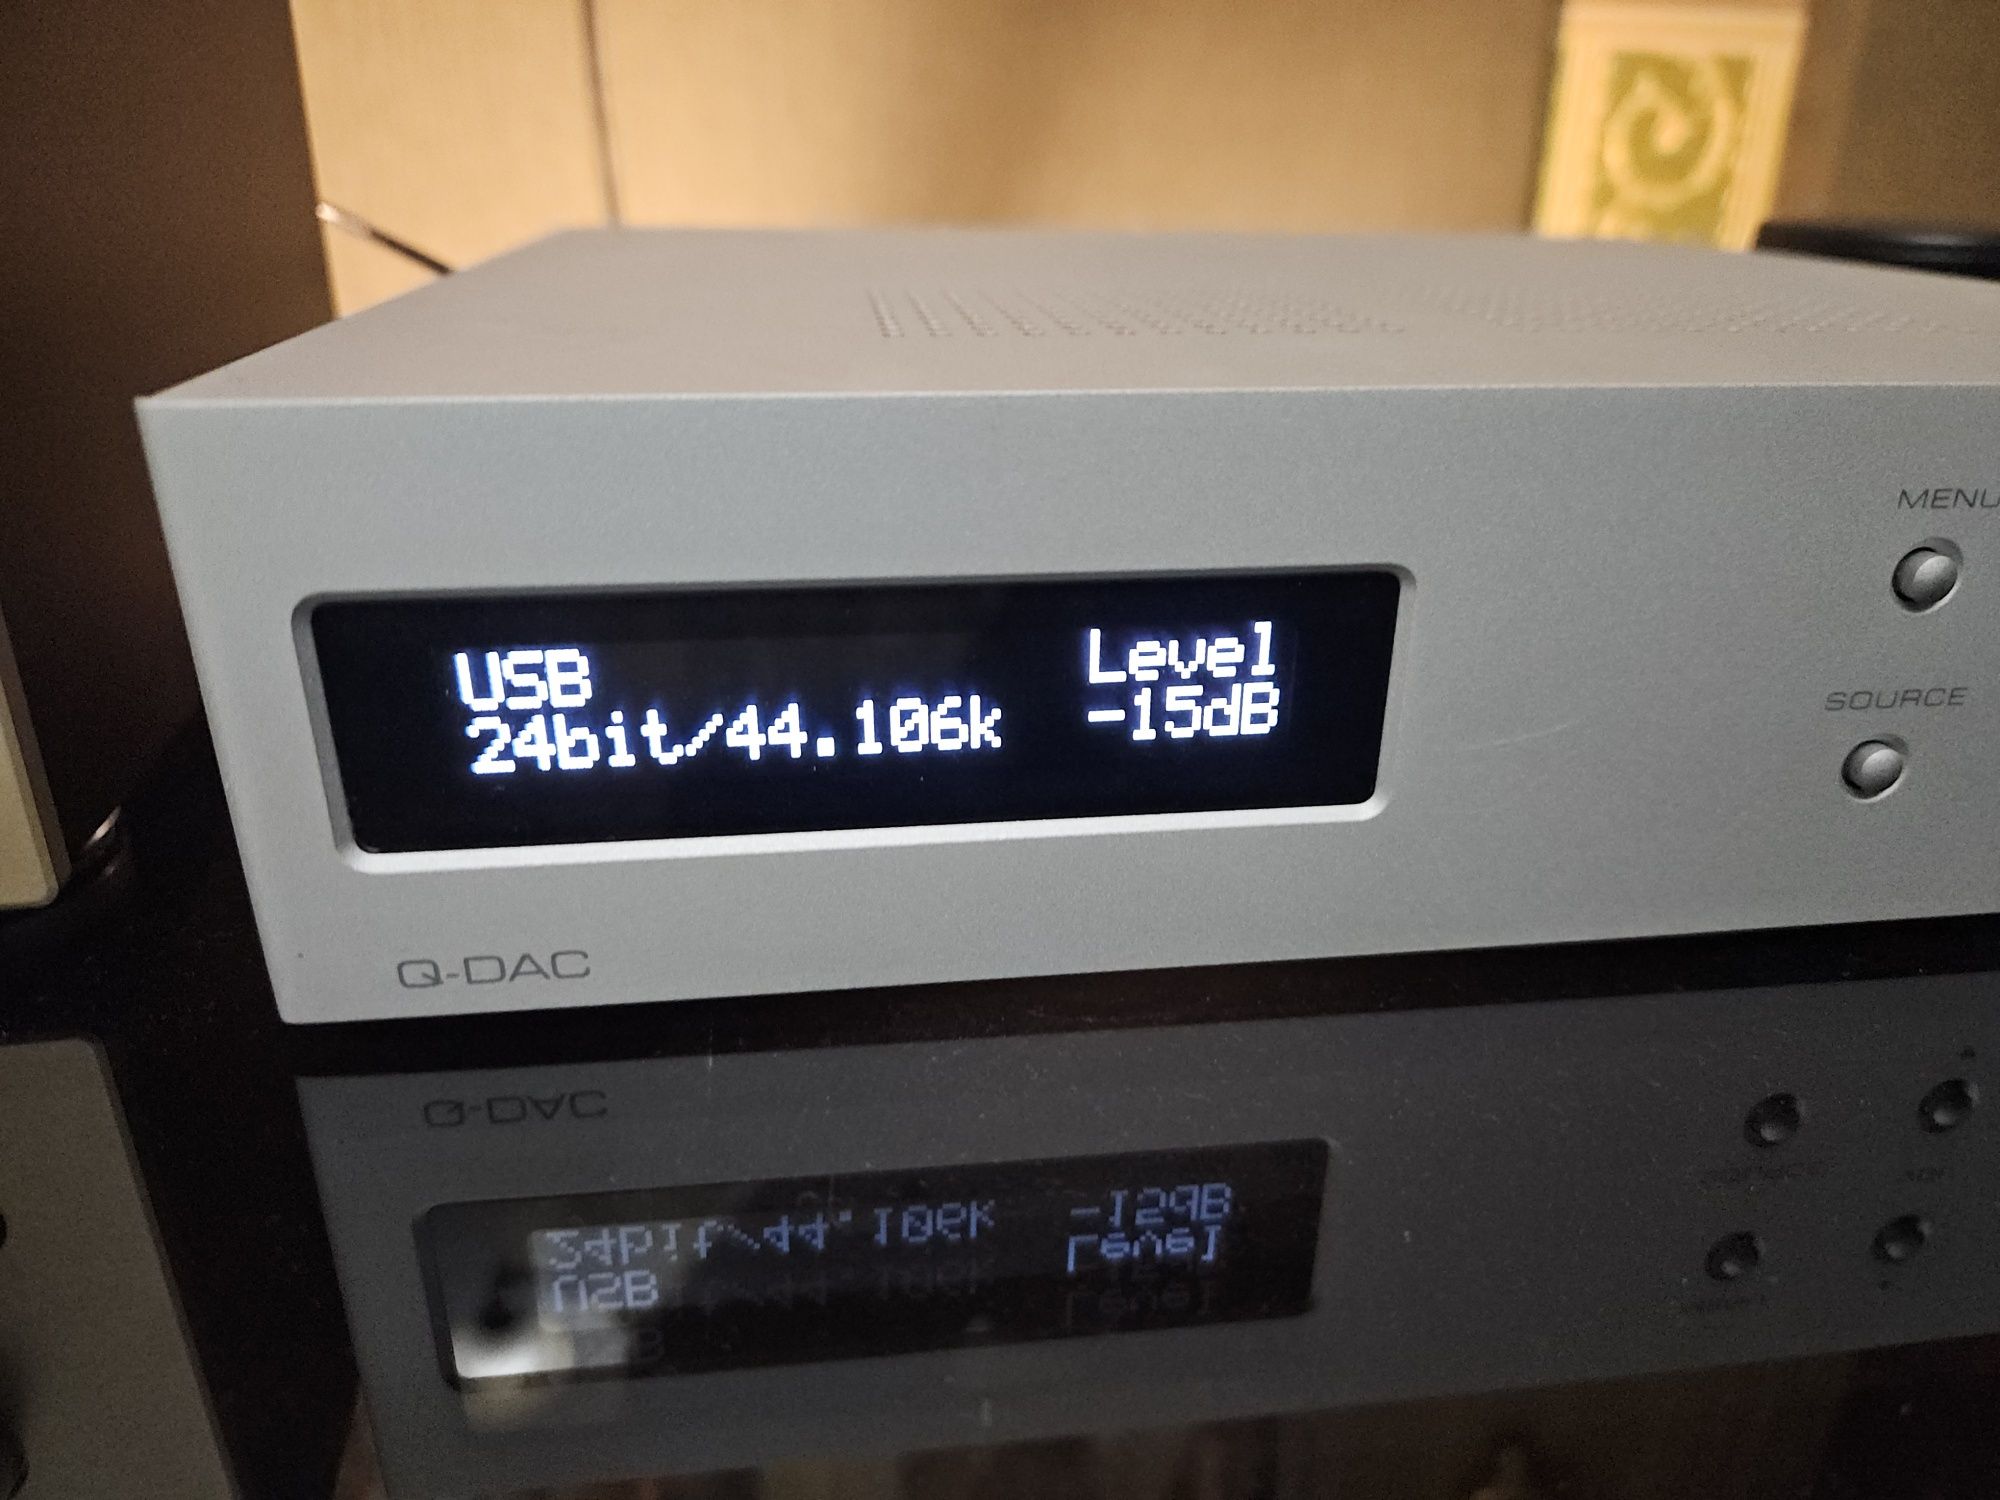 MENU
USB
Level
24bit/44.106k
-15dB
SOURCE
Q-DAC